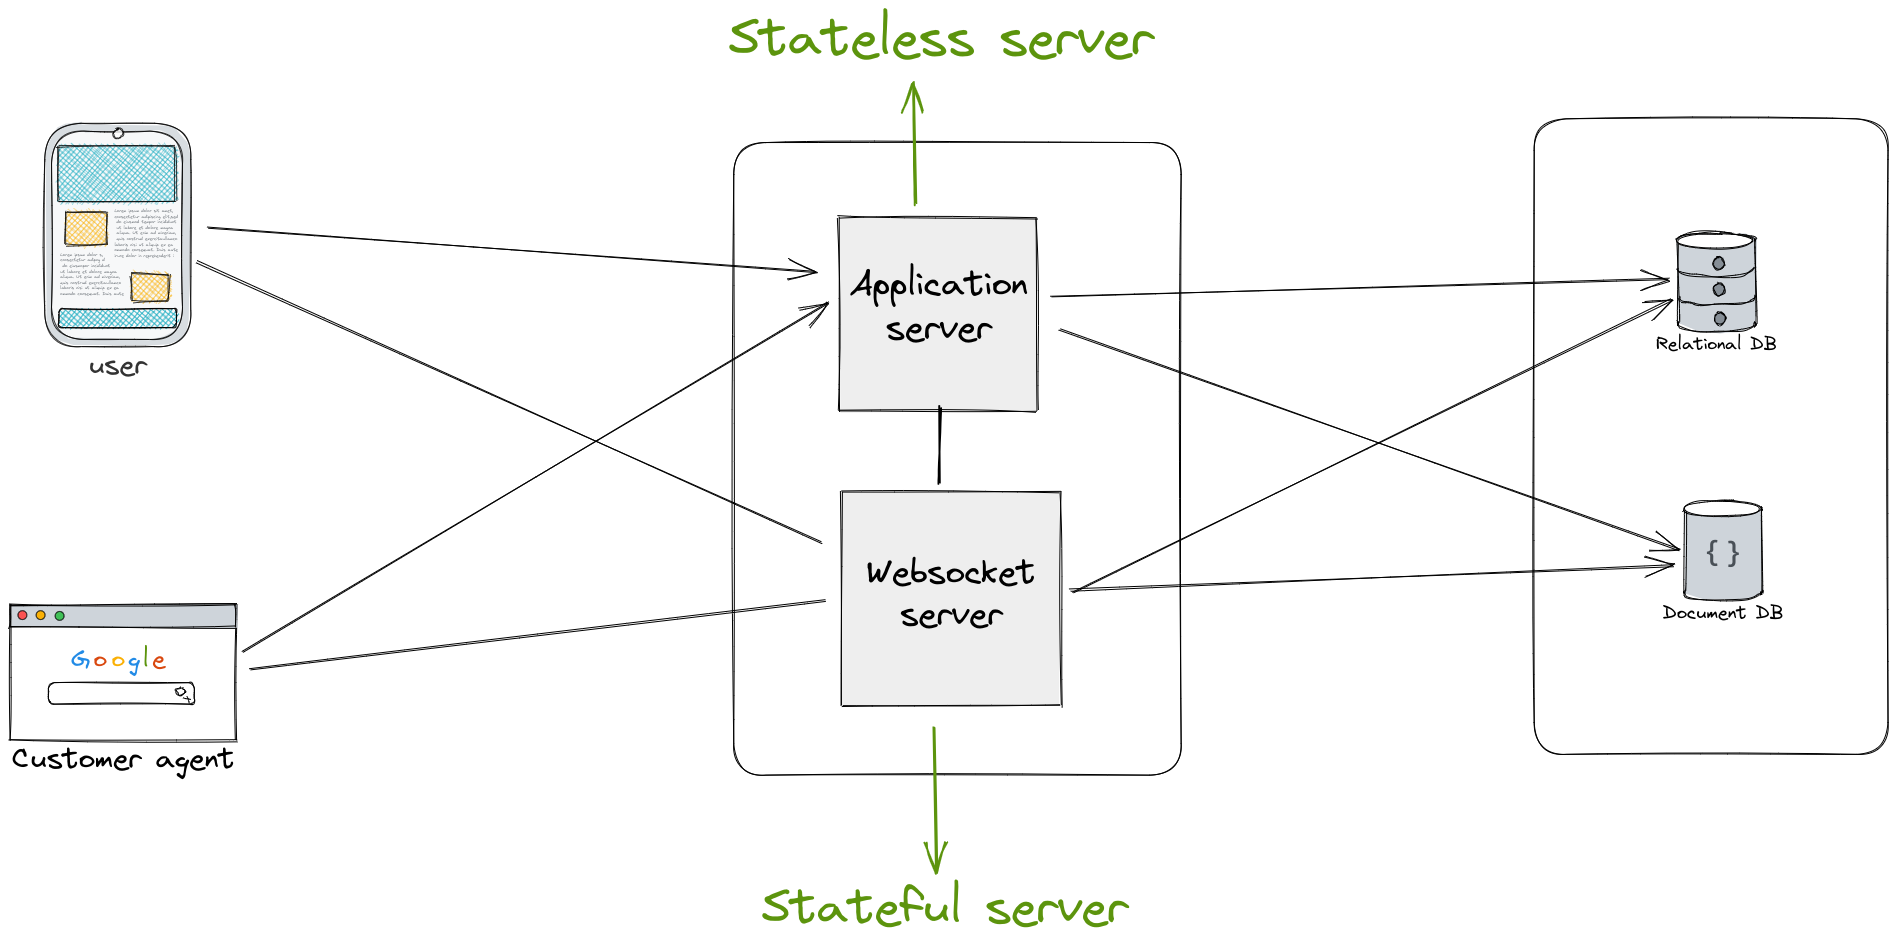 Stateless server
user
Application
server
Relational DB
Websocket
server
{ }
Document DB
Google
Customer agent
Stateful server